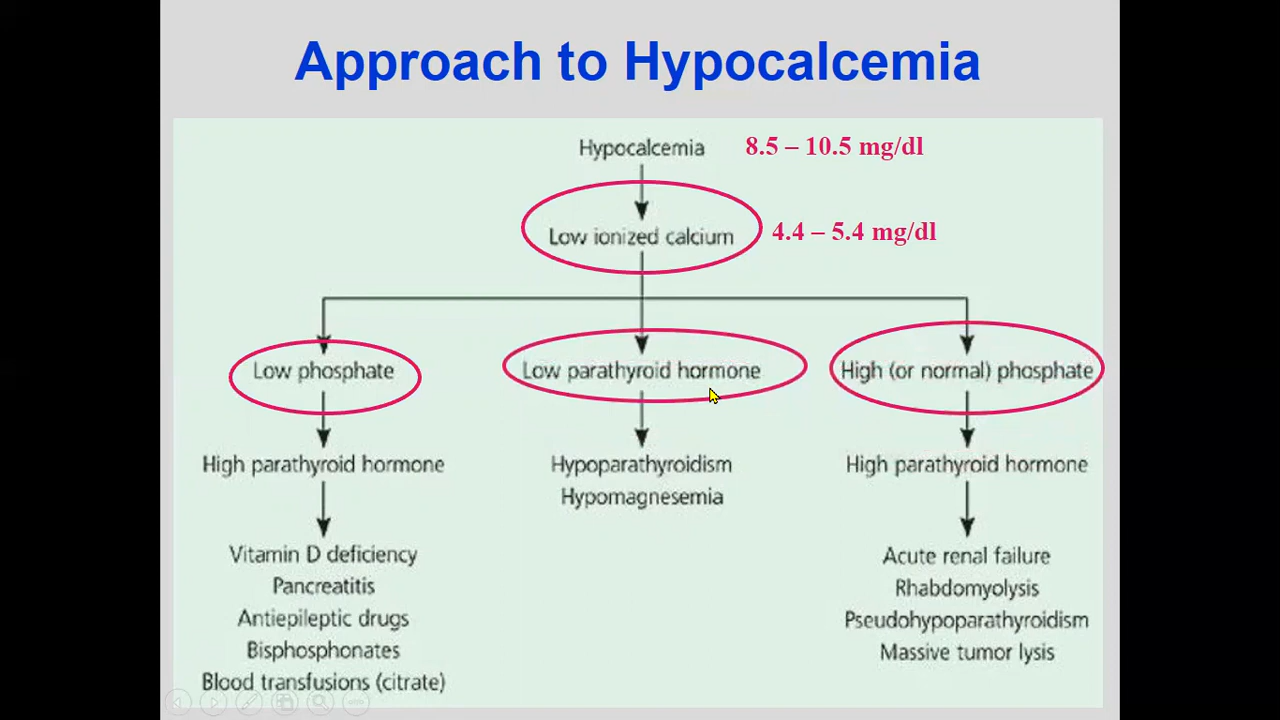 Approach to Hypocalcemia
Hypocalcemia 8.5 – 10.5 mg/dl
Low ionized calcium 4.4 – 5.4 mg/dl
Low phosphate
High parathyroid hormone
Vitamin D deficiency
Pancreatitis
Antiepileptic drugs
Bisphosphonates
Blood transfusions (citrate)
Low parathyroid hormone
Hypoparathyroidism
Hypomagnesemia
High (or normal) phosphate
High parathyroid hormone
Acute renal failure
Rhabdomyolysis
Pseudohypoparathyroidism
Massive tumor lysis